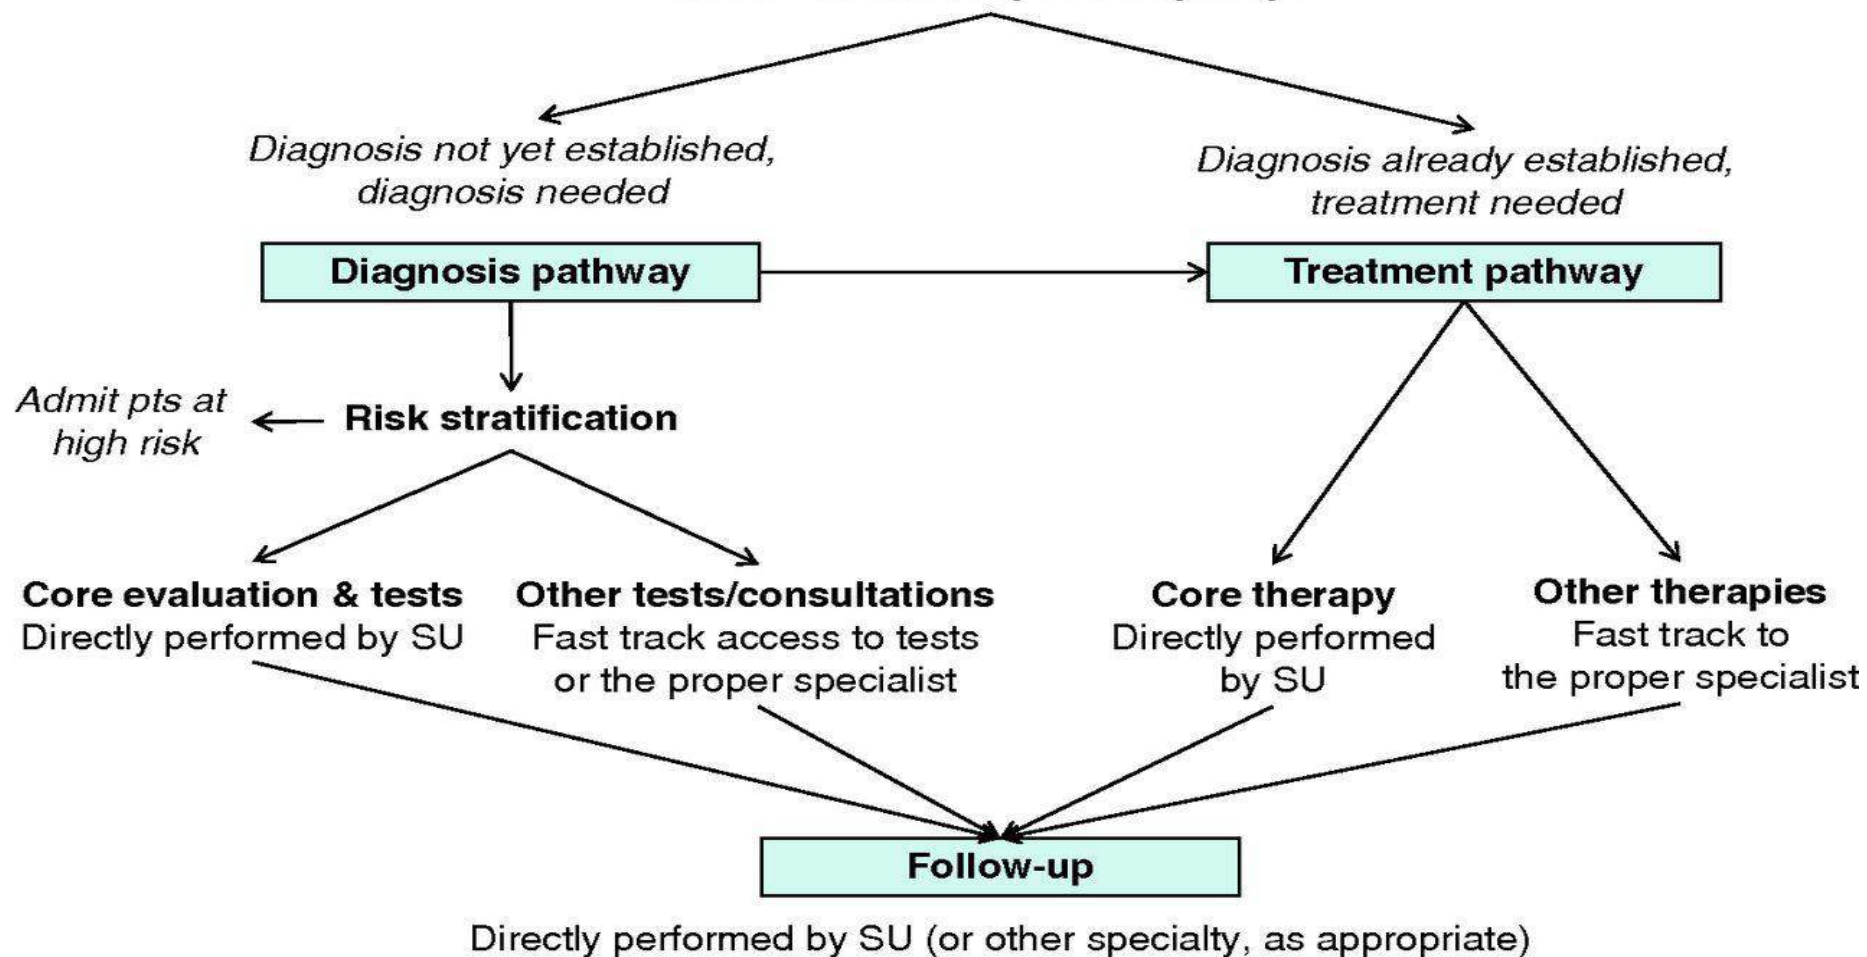 Diagnosis not yet established,
diagnosis needed
Diagnosis already established,
treatment needed
Diagnosis pathway
Treatment pathway
Admit pts at
high risk
Risk stratification
Core evaluation & tests
Directly performed by SU
Other tests/consultations
Fast track access to tests
or the proper specialist
Core therapy
Directly performed
by SU
Other therapies
Fast track to
the proper specialist
Follow-up
Directly performed by SU (or other specialty, as appropriate)